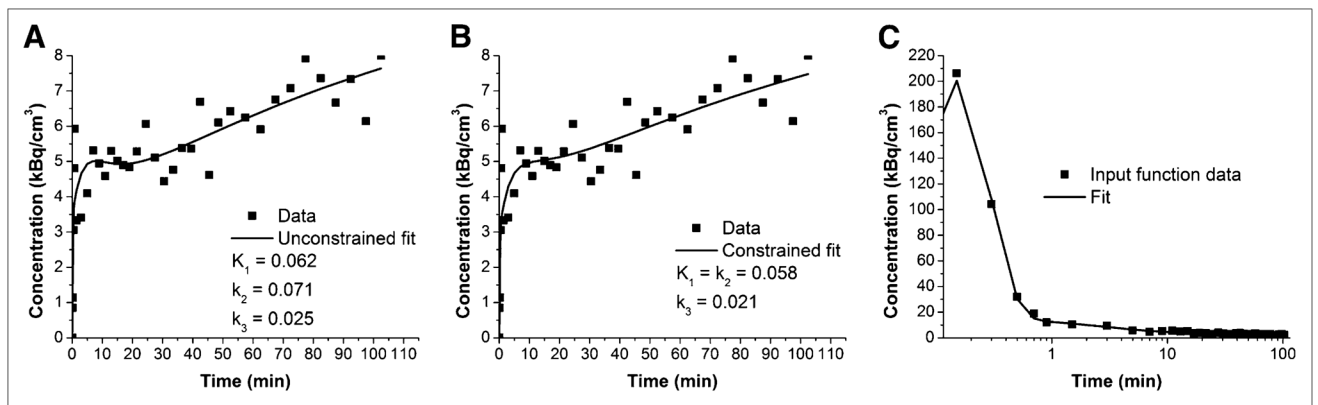 A
8
7
6
5
4
3
2
1
0
Concentration (kBq/cm³)
Data
Unconstrained fit
K₁ = 0.062
k₂ = 0.071
k₃ = 0.025
0 10 20 30 40 50 60 70 80 90 100 110
Time (min)
B
8
7
6
5
4
3
2
1
0
Concentration (kBq/cm³)
Data
Constrained fit
K₁ = k₂ = 0.058
k₃ = 0.021
0 10 20 30 40 50 60 70 80 90 100 110
Time (min)
C
220
200
180
160
140
120
100
80
60
40
20
0
Concentration (kBq/cm³)
Input function data
Fit
1 10 100
Time (min)